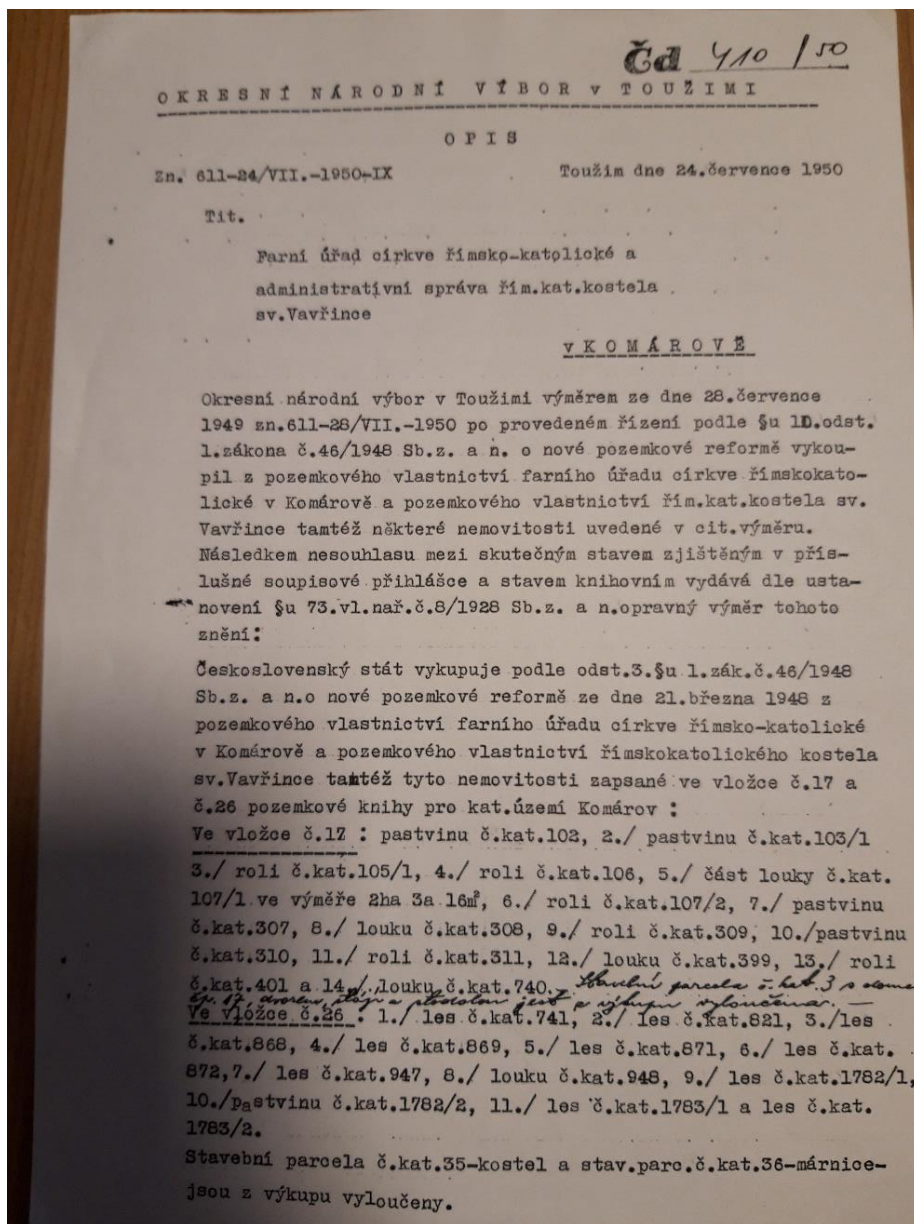 Čd 410/50
OKRESNÍ NÁRODNÍ VÝBOR v TOUŽIMI
OPIS
Zn. 611-24/VII.-1950-IX Toužim dne 24.července 1950
Tit.
Farní úřad církve římsko-katolické a
administratívní správa řím.kat.kostela
sv.Vavřince
v KOMÁROVĚ
Okresní národní výbor v Toužimi výměrem ze dne 28.července
1949 zn.611-28/VII.-1950 po provedeném řízení podle §u 10.odst.
1.zákona č.46/1948 Sb.z. a n. o nové pozemkové reformě vykou-
pil z pozemkového vlastnictví farního úřadu církve římskokato-
lické v Komárově a pozemkového vlastnictví řím.kat.kostela sv.
Vavřince tamtéž některé nemovitosti uvedené v cit.výměru.
Následkem nesouhlasu mezi skutečným stavem zjištěným v přís-
lušné soupisové přihlášce a stavem knihovním vydává dle usta-
novení §u 73.vl.nař.č.8/1928 Sb.z. a n.opravný výměr tohoto
znění:
Československý stát vykupuje podle odst.3.§u 1.zák.č.46/1948
Sb.z. a n.o nové pozemkové reformě ze dne 21.března 1948 z
pozemkového vlastnictví farního úřadu církve římsko-katolické
v Komárově a pozemkového vlastnictví římskokatolického kostela
sv.Vavřince tamtéž tyto nemovitosti zapsané ve vložce č.17 a
č.26 pozemkové knihy pro kat.území Komárov :
Ve vložce č.17 : pastvinu č.kat.102, 2./ pastvinu č.kat.103/1
3./ roli č.kat.105/1, 4./ roli č.kat.106, 5./ část louky č.kat.
107/1 ve výměře 2ha 3a 16m², 6./ roli č.kat.107/2, 7./ pastvinu
č.kat.307, 8./ louku č.kat.308, 9./ roli č.kat.309, 10./pastvinu
č.kat.310, 11./ roli č.kat.311, 12./ louku č.kat.399, 13./ roli
č.kat.401 a 14./ louku č.kat.740. Stavební parcela č. kat. 3 s domem
čp. 17, dvorem, stájí a stodolou jest z výkupu vyloučena. —
Ve vložce č.26 : 1./ les č.kat.741, 2./ les č.kat.821, 3./les
č.kat.868, 4./ les č.kat.869, 5./ les č.kat.871, 6./ les č.kat.
872,7./ les č.kat.947, 8./ louku č.kat.948, 9./ les č.kat.1782/1,
10./pastvinu č.kat.1782/2, 11./ les č.kat.1783/1 a les č.kat.
1783/2.
Stavební parcela č.kat.35-kostel a stav.parc.č.kat.36-márnice-
jsou z výkupu vyloučeny.